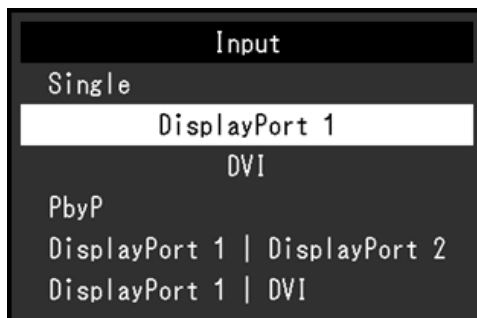 Input
Single
DisplayPort 1
DVI
PbyP
DisplayPort 1 | DisplayPort 2
DisplayPort 1 | DVI